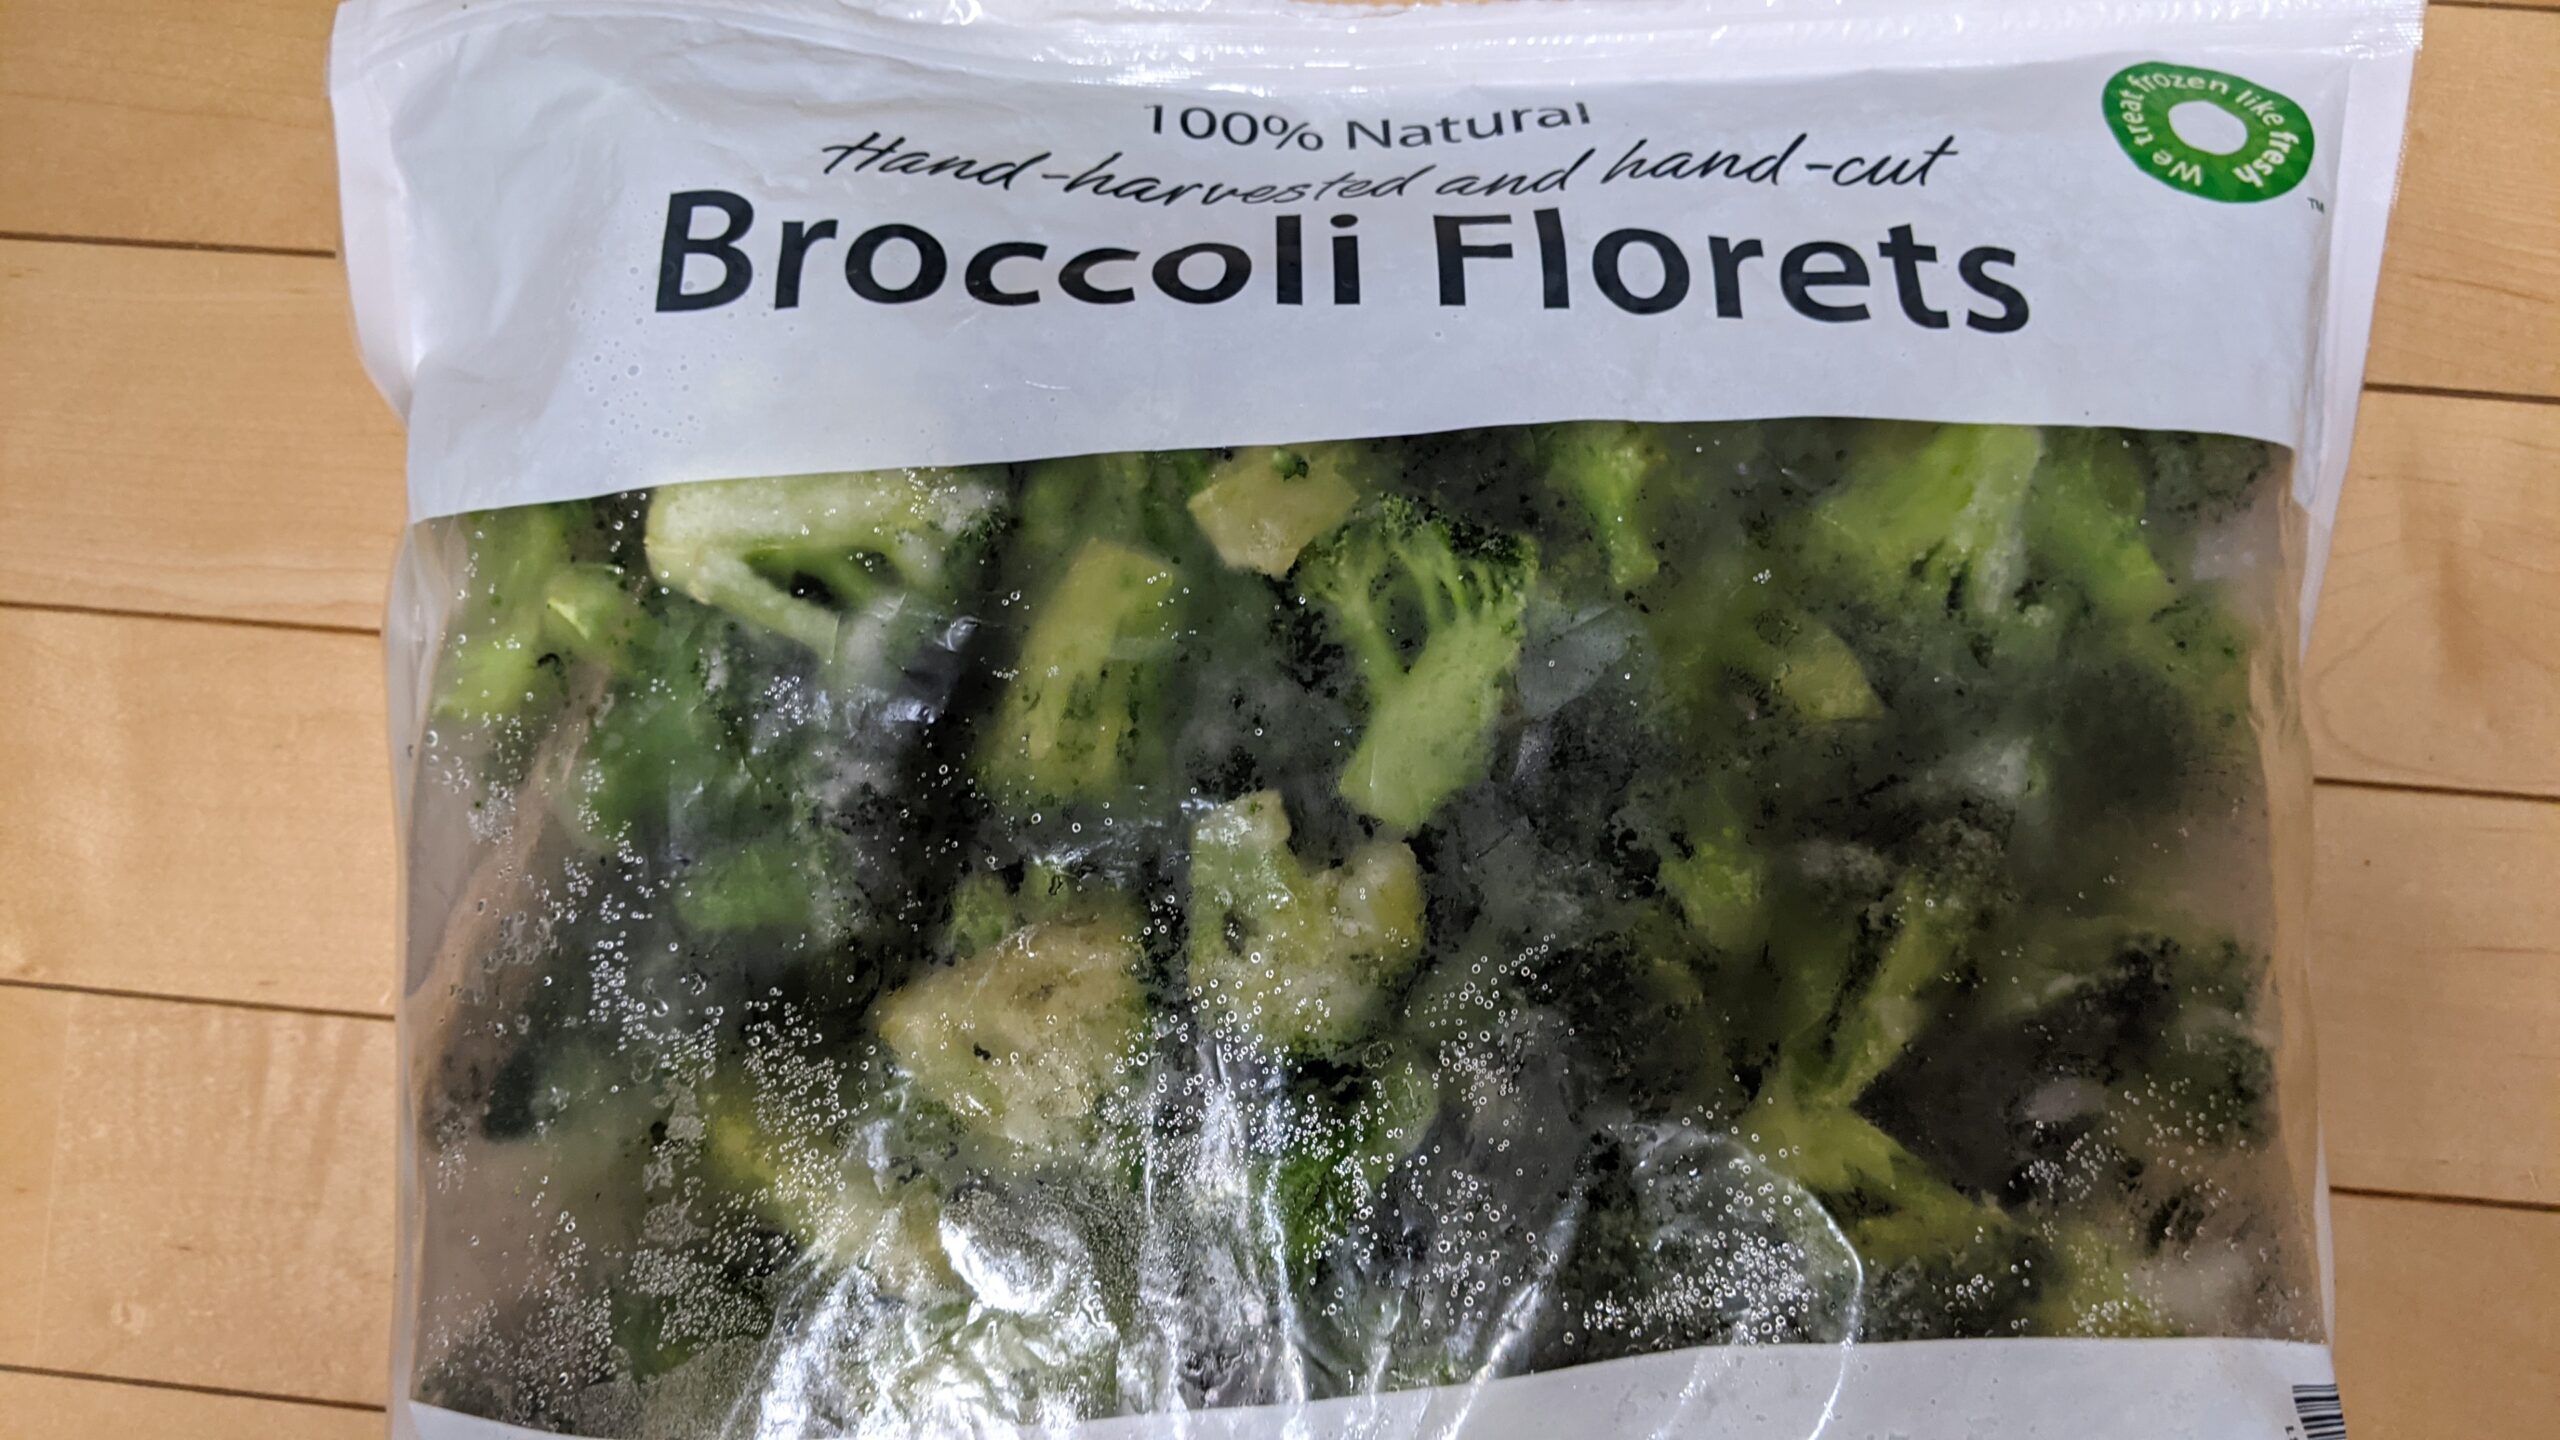 100% Natural
Hand-harvested and hand-cut
Broccoli Florets
We treat frozen like fresh
TM